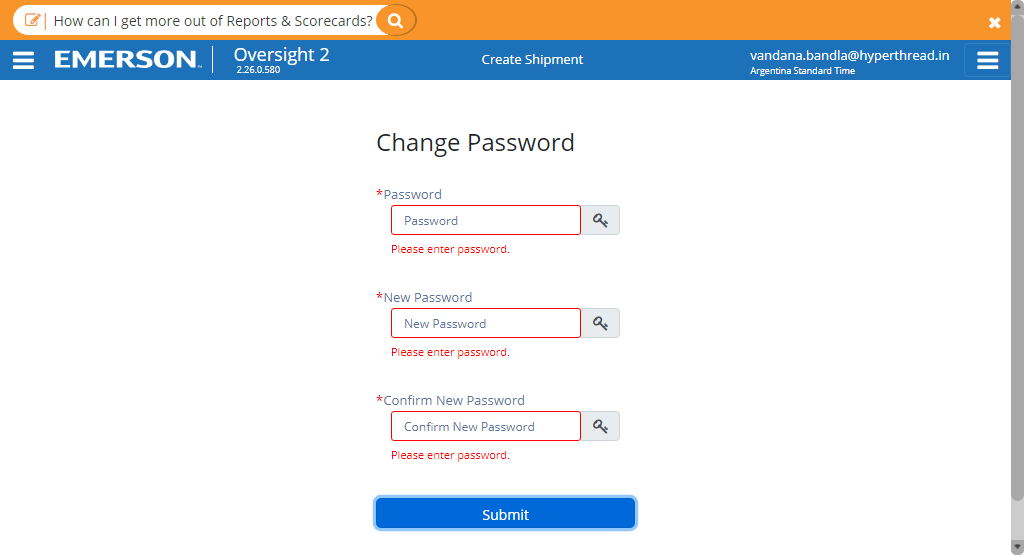 How can I get more out of Reports & Scorecards?
EMERSON™ Oversight 2
2.26.0.580
Create Shipment
vandana.bandla@hyperthread.in
Argentina Standard Time
Change Password
*Password
Password
Please enter password.
*New Password
New Password
Please enter password.
*Confirm New Password
Confirm New Password
Please enter password.
Submit